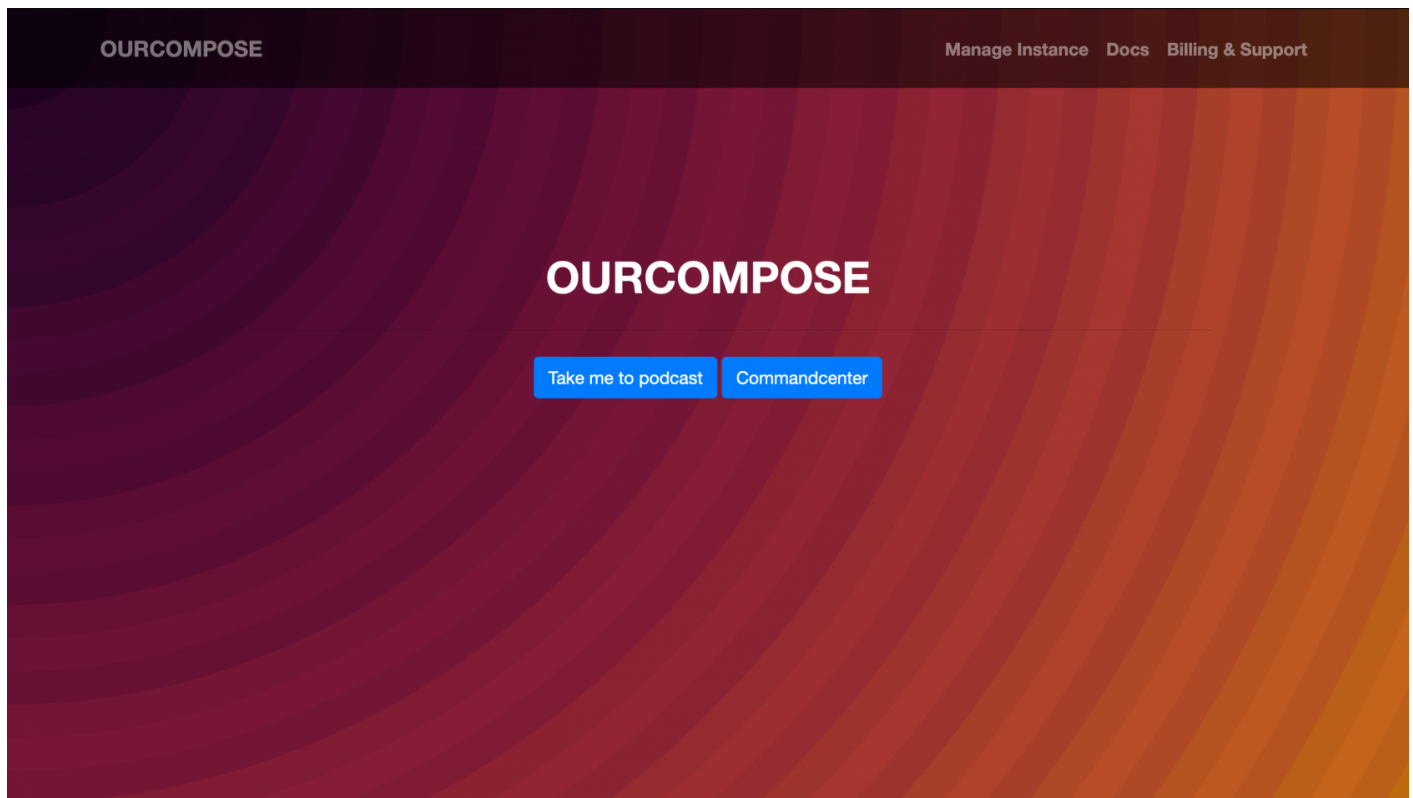 OURCOMPOSE
Manage Instance Docs Billing & Support
OURCOMPOSE
Take me to podcast Commandcenter